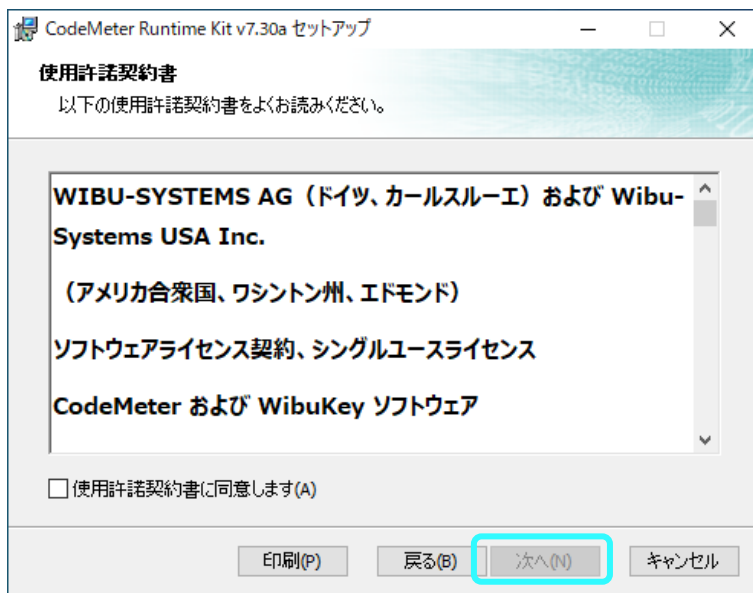 CodeMeter Runtime Kit v7.30a セットアップ
使用許諾契約書
以下の使用許諾契約書をよくお読みください。
WIBU-SYSTEMS AG（ドイツ、カールスルーエ）および Wibu-
Systems USA Inc.
（アメリカ合衆国、ワシントン州、エドモンド）
ソフトウェアライセンス契約、シングルユースライセンス
CodeMeter および WibuKey ソフトウェア
使用許諾契約書に同意します(A)
印刷(P) 戻る(B) 次へ(N) キャンセル